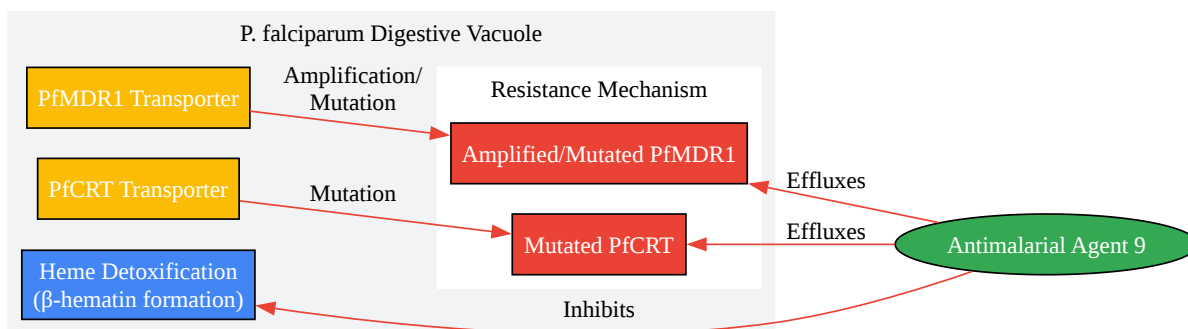 P. falciparum Digestive Vacuole
PfMDR1 Transporter
Amplification/
Mutation
Resistance Mechanism
Amplified/Mutated PfMDR1
PfCRT Transporter
Mutation
Mutated PfCRT
Effluxes
Effluxes
Antimalarial Agent 9
Heme Detoxification
(β-hematin formation)
Inhibits